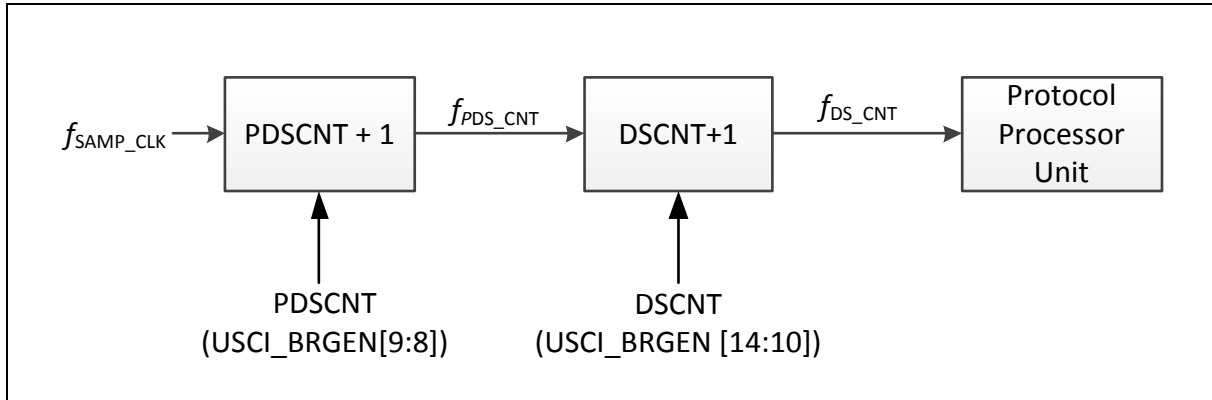 fSAMP_CLK
PDSCNT + 1
fPDS_CNT
DSCNT+1
fDS_CNT
Protocol
Processor
Unit
PDSCNT
(USCI_BRGEN[9:8])
DSCNT
(USCI_BRGEN [14:10])